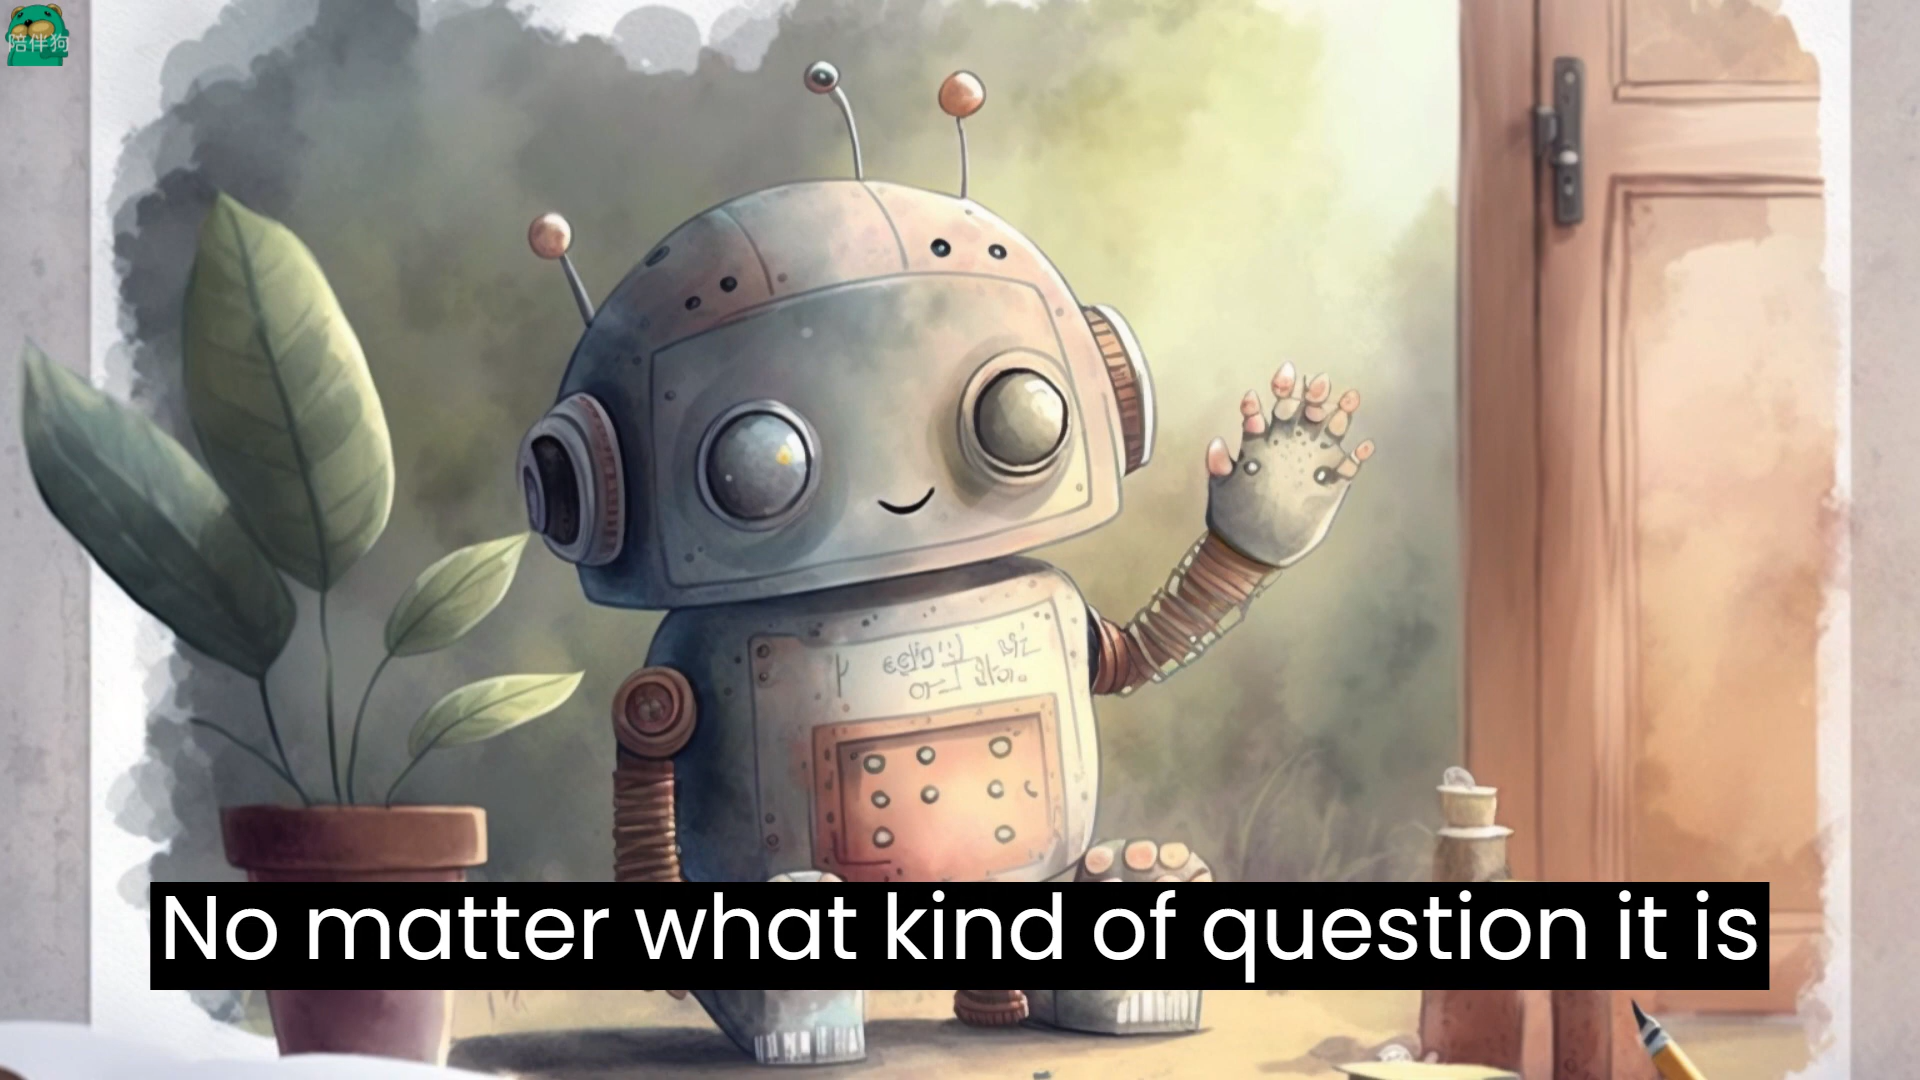 陪伴狗
No matter what kind of question it is